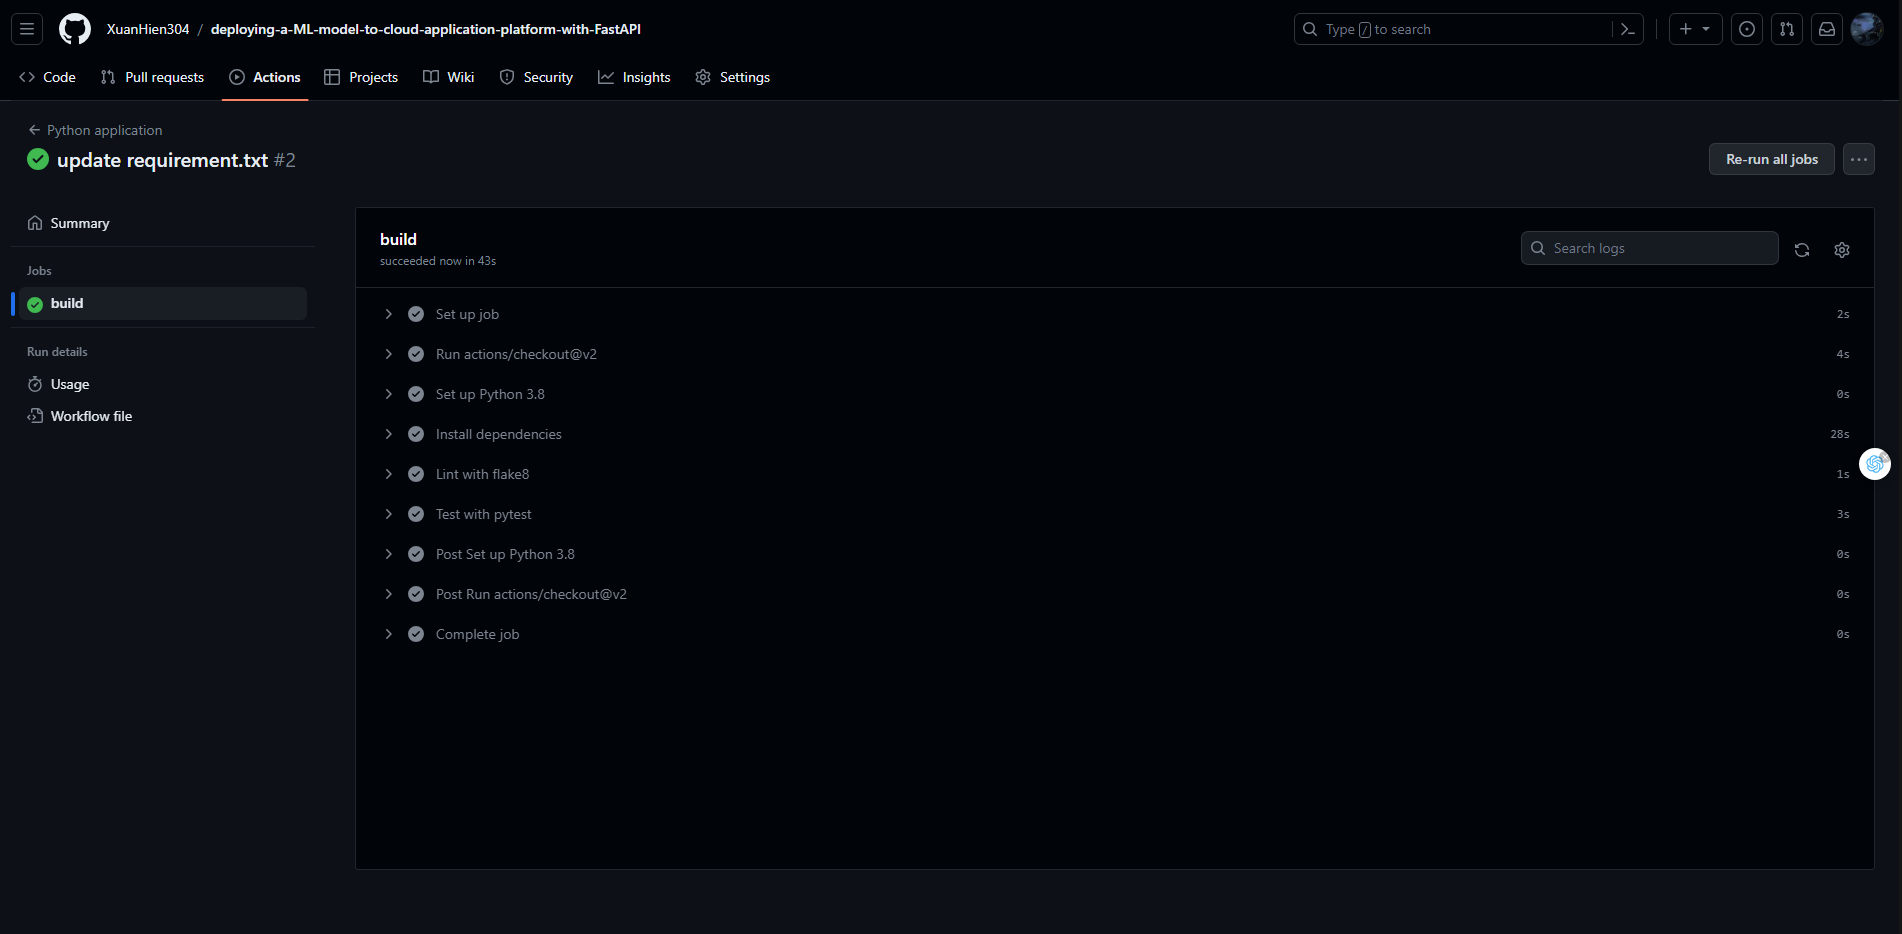 XuanHien304 / deploying-a-ML-model-to-cloud-application-platform-with-FastAPI
Type / to search
Code Pull requests Actions Projects Wiki Security Insights Settings
Python application
update requirement.txt #2
Re-run all jobs
Summary
Jobs
build
Run details
Usage
Workflow file
build
succeeded now in 43s
Search logs
Set up job 2s
Run actions/checkout@v2 4s
Set up Python 3.8 0s
Install dependencies 28s
Lint with flake8 1s
Test with pytest 3s
Post Set up Python 3.8 0s
Post Run actions/checkout@v2 0s
Complete job 0s